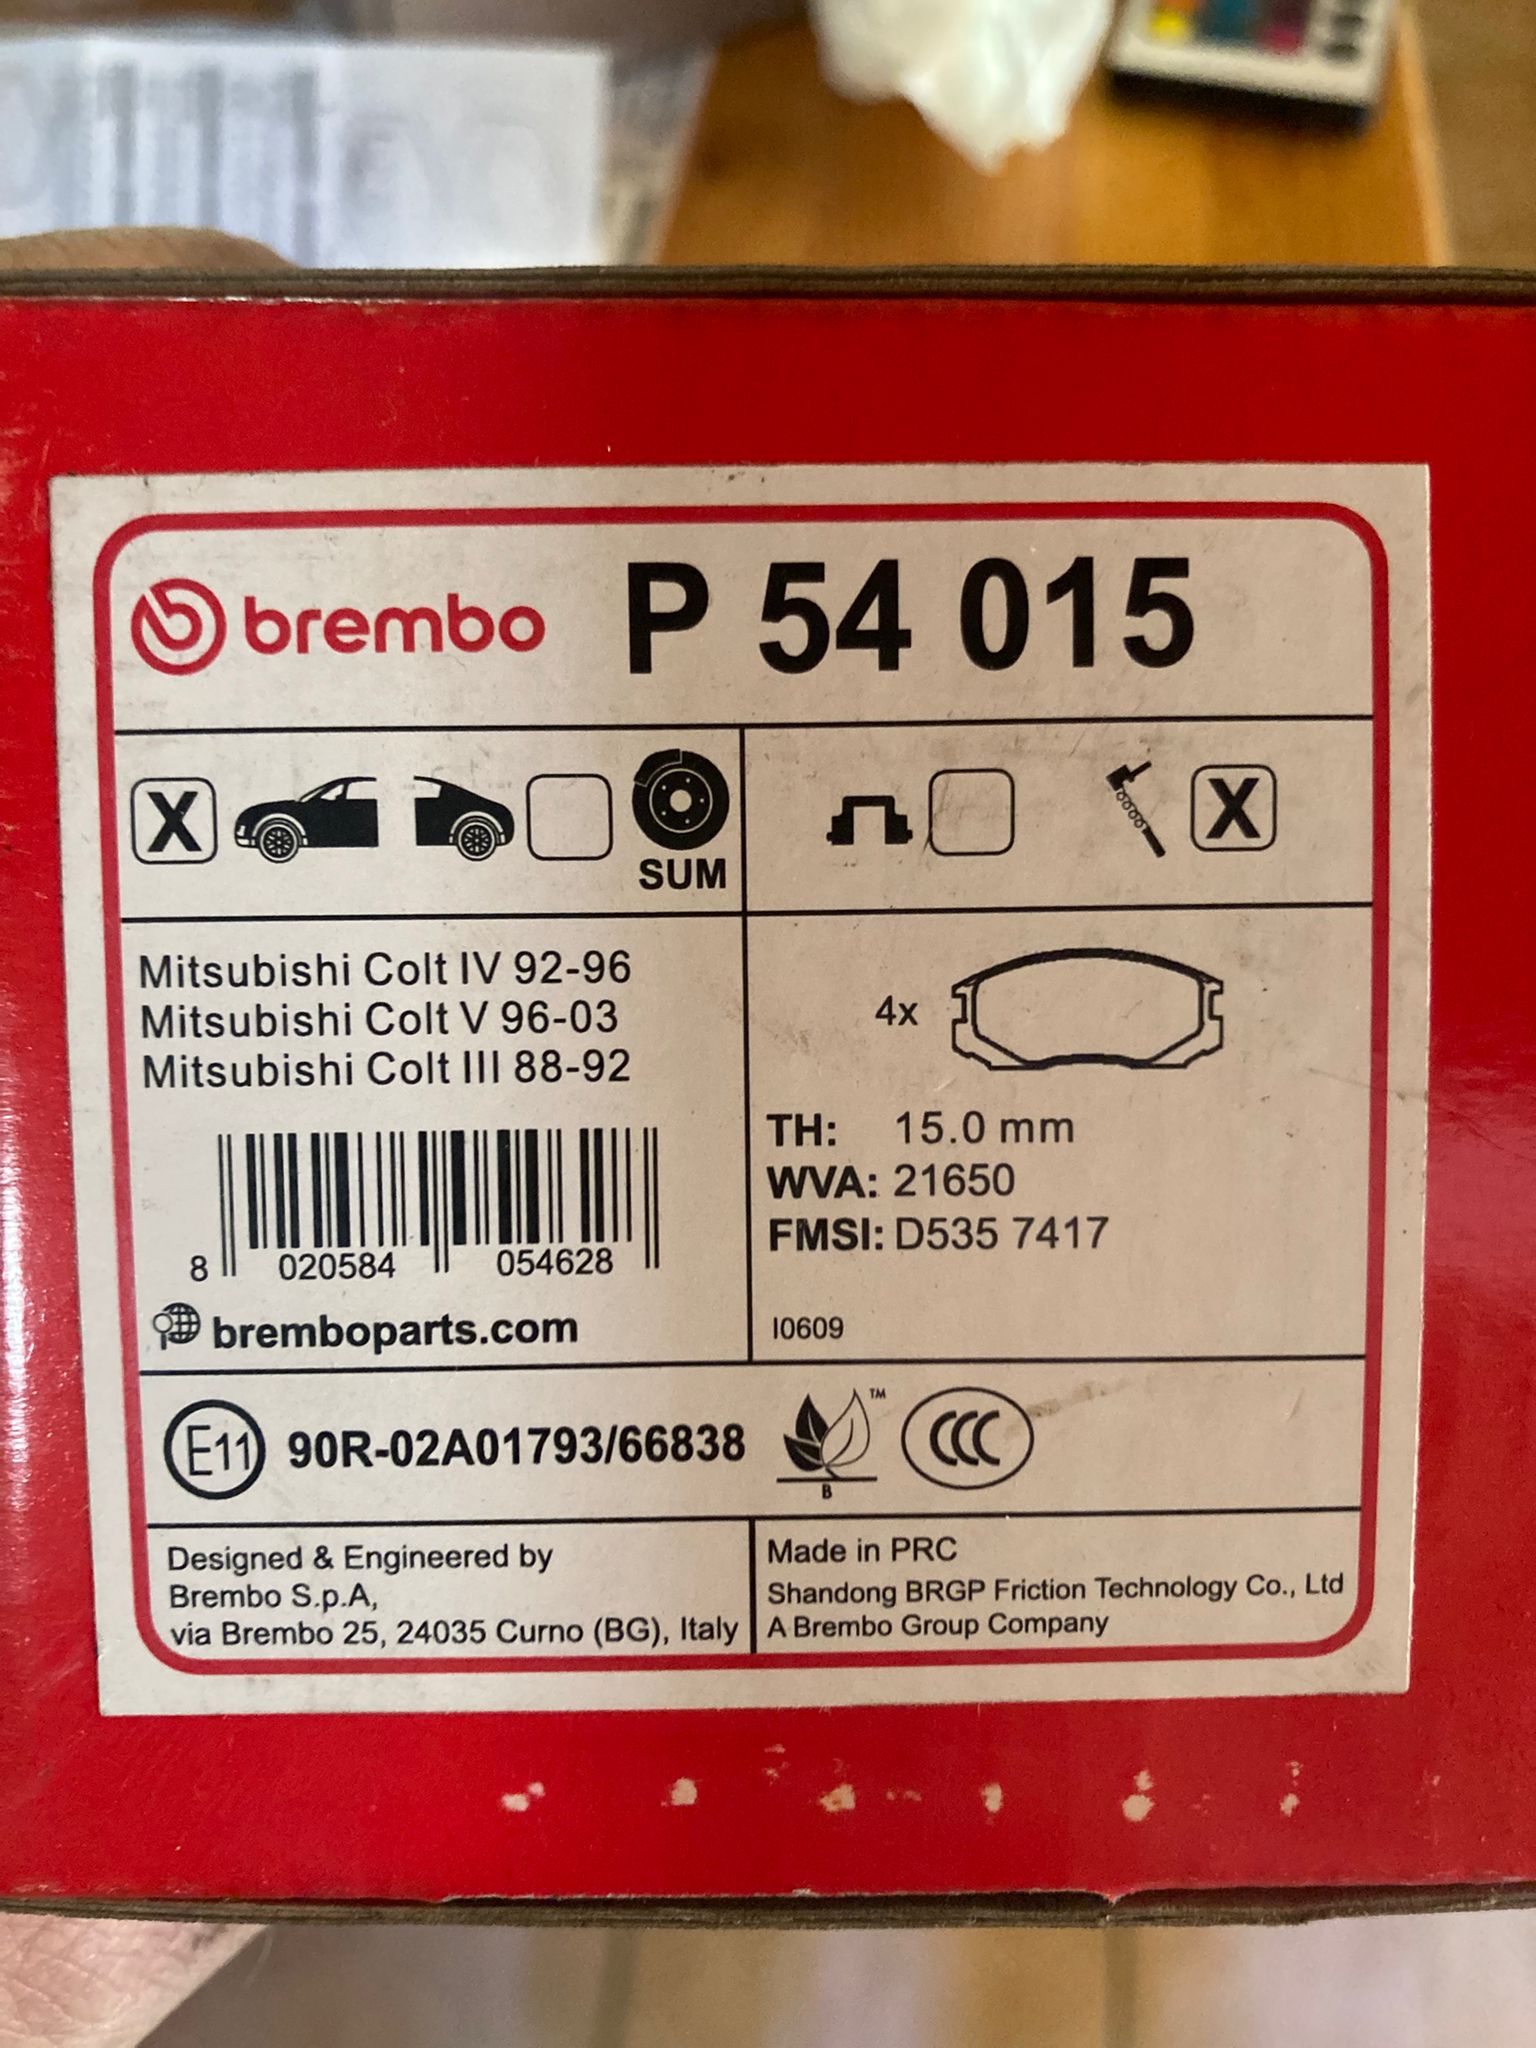 brembo P 54 015
X
SUM
X
Mitsubishi Colt IV 92-96
Mitsubishi Colt V 96-03
Mitsubishi Colt III 88-92
8 020584 054628
bremboparts.com
4x
TH: 15.0 mm
WVA: 21650
FMSI: D535 7417
I0609
E11 90R-02A01793/66838
TM
B
CCC
Designed & Engineered by
Brembo S.p.A,
via Brembo 25, 24035 Curno (BG), Italy
Made in PRC
Shandong BRGP Friction Technology Co., Ltd
A Brembo Group Company